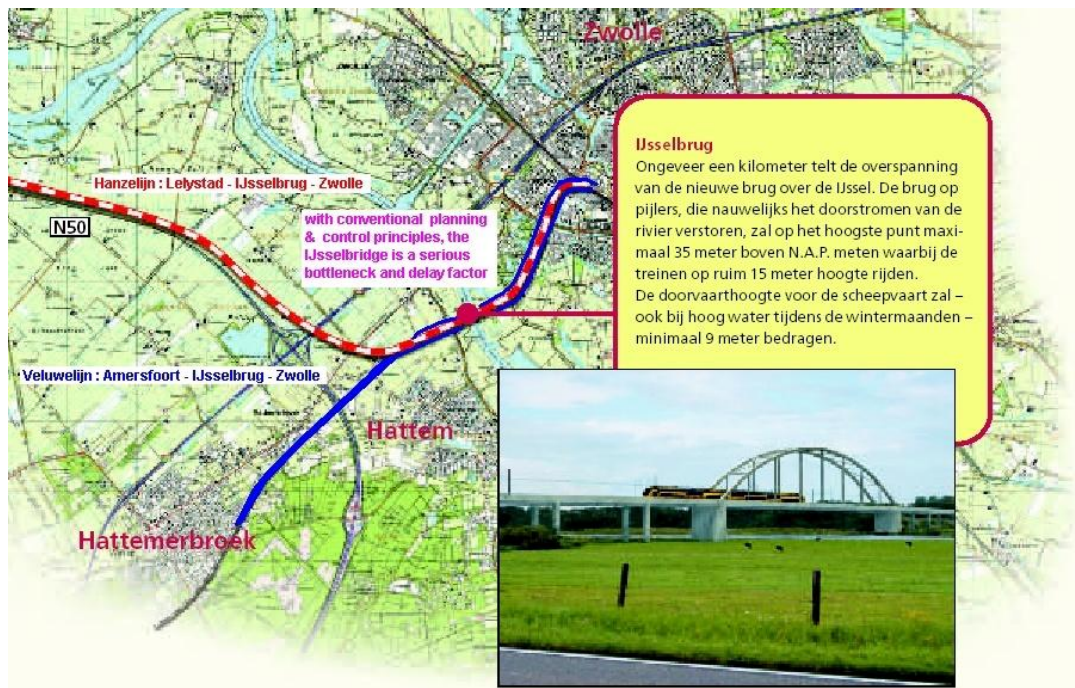 Zwolle
Hanzelijn : Lelystad - IJsselbrug - Zwolle
N50
with conventional planning
& control principles, the
IJsselbridge is a serious
bottleneck and delay factor
Veluwelijn : Amersfoort - IJsselbrug - Zwolle
Hattem
Hattemerbroek
IJsselbrug
Ongeveer een kilometer telt de overspanning
van de nieuwe brug over de IJssel. De brug op
pijlers, die nauwelijks het doorstromen van de
rivier verstoren, zal op het hoogste punt maxi-
maal 35 meter boven N.A.P. meten waarbij de
treinen op ruim 15 meter hoogte rijden.
De doorvaarthoogte voor de scheepvaart zal –
ook bij hoog water tijdens de wintermaanden –
minimaal 9 meter bedragen.